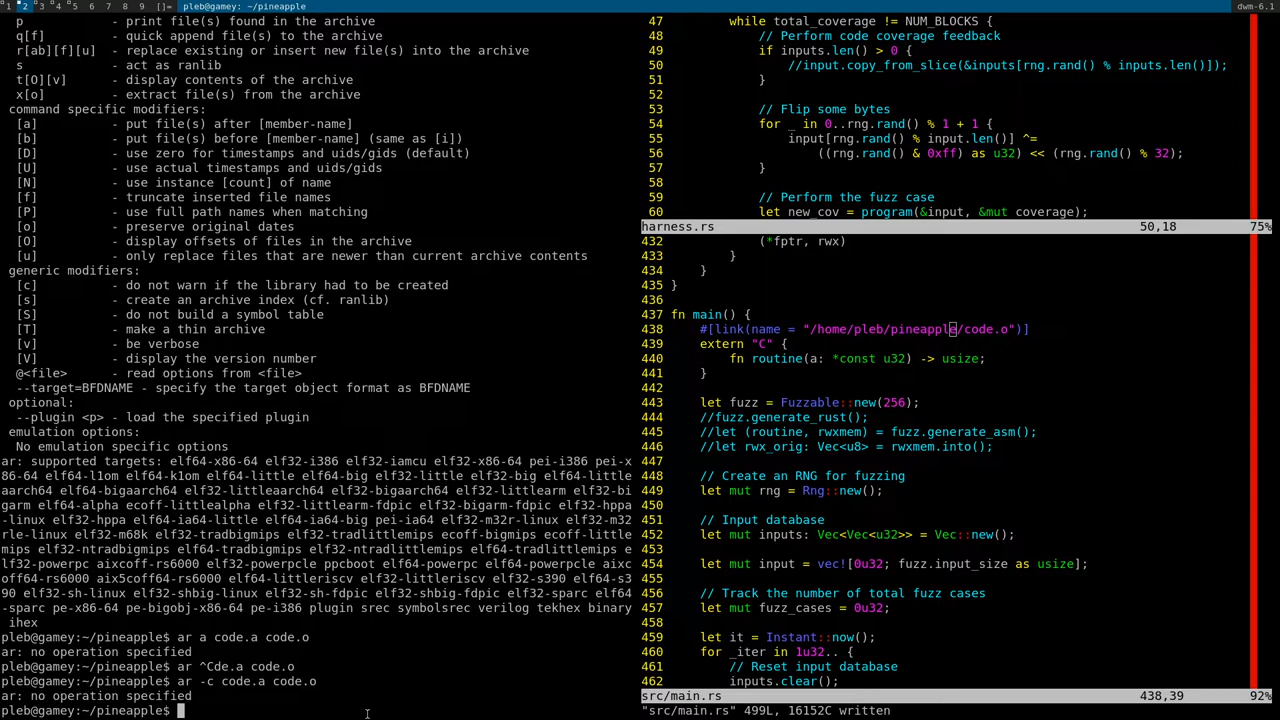 1 2 3 4 5 6 7 8 9 []= pleb@gamey: ~/pineapple dwm-6.1
p - print file(s) found in the archive
q[f] - quick append file(s) to the archive
r[ab][f][u] - replace existing or insert new file(s) into the archive
s - act as ranlib
t[O][v] - display contents of the archive
x[o] - extract file(s) from the archive
command specific modifiers:
[a] - put file(s) after [member-name]
[b] - put file(s) before [member-name] (same as [i])
[D] - use zero for timestamps and uids/gids (default)
[U] - use actual timestamps and uids/gids
[N] - use instance [count] of name
[f] - truncate inserted file names
[P] - use full path names when matching
[o] - preserve original dates
[O] - display offsets of files in the archive
[u] - only replace files that are newer than current archive contents
generic modifiers:
[c] - do not warn if the library had to be created
[s] - create an archive index (cf. ranlib)
[S] - do not build a symbol table
[T] - make a thin archive
[v] - be verbose
[V] - display the version number
@<file> - read options from <file>
--target=BFDNAME - specify the target object format as BFDNAME
optional:
--plugin <p> - load the specified plugin
emulation options:
No emulation specific options
ar: supported targets: elf64-x86-64 elf32-i386 elf32-iamcu elf32-x86-64 pei-i386 pei-x
86-64 elf64-l1om elf64-k1om elf64-little elf64-big elf32-little elf32-big elf64-little
aarch64 elf64-bigaarch64 elf32-littleaarch64 elf32-bigaarch64 elf32-littlearm elf32-bi
garm elf64-alpha ecoff-littlealpha elf32-littlearm-fdpic elf32-bigarm-fdpic elf32-hppa
-linux elf32-hppa elf64-ia64-little elf64-ia64-big pei-ia64 elf32-m32r-linux elf32-m32
rle-linux elf32-m68k elf32-tradbigmips elf32-tradlittlemips ecoff-bigmips ecoff-little
mips elf32-ntradbigmips elf64-tradbigmips elf32-ntradlittlemips elf64-tradlittlemips e
lf32-powerpc aixcoff-rs6000 elf32-powerpcle ppcboot elf64-powerpc elf64-powerpcle aixc
off64-rs6000 aix5coff64-rs6000 elf64-littleriscv elf32-littleriscv elf32-s390 elf64-s3
90 elf32-sh-linux elf32-shbig-linux elf32-sh-fdpic elf32-shbig-fdpic elf32-sparc elf64
-sparc pe-x86-64 pe-bigobj-x86-64 pe-i386 plugin srec symbolsrec verilog tekhex binary
ihex
pleb@gamey:~/pineapple$ ar a code.a code.o
ar: no operation specified
pleb@gamey:~/pineapple$ ar ^Cde.a code.o
pleb@gamey:~/pineapple$ ar -c code.a code.o
ar: no operation specified
pleb@gamey:~/pineapple$
47 while total_coverage != NUM_BLOCKS {
48 // Perform code coverage feedback
49 if inputs.len() > 0 {
50 //input.copy_from_slice(&inputs[rng.rand() % inputs.len()]);
51 }
52
53 // Flip some bytes
54 for _ in 0..rng.rand() % 1 + 1 {
55 input[rng.rand() % input.len()] ^=
56 ((rng.rand() & 0xff) as u32) << (rng.rand() % 32);
57 }
58
59 // Perform the fuzz case
60 let new_cov = program(&input, &mut coverage);
harness.rs 50,18 75%
432 (*fptr, rwx)
433 }
434 }
435 }
436
437 fn main() {
438 #[link(name = "/home/pleb/pineapple/code.o")]
439 extern "C" {
440 fn routine(a: *const u32) -> usize;
441 }
442
443 let fuzz = Fuzzable::new(256);
444 //fuzz.generate_rust();
445 //let (routine, rwxmem) = fuzz.generate_asm();
446 //let rwx_orig: Vec<u8> = rwxmem.into();
447
448 // Create an RNG for fuzzing
449 let mut rng = Rng::new();
450
451 // Input database
452 let mut inputs: Vec<Vec<u32>> = Vec::new();
453
454 let mut input = vec![0u32; fuzz.input_size as usize];
455
456 // Track the number of total fuzz cases
457 let mut fuzz_cases = 0u32;
458
459 let it = Instant::now();
460 for _iter in 1u32.. {
461 // Reset input database
462 inputs.clear();
src/main.rs 438,39 92%
"src/main.rs" 499L, 16152C written